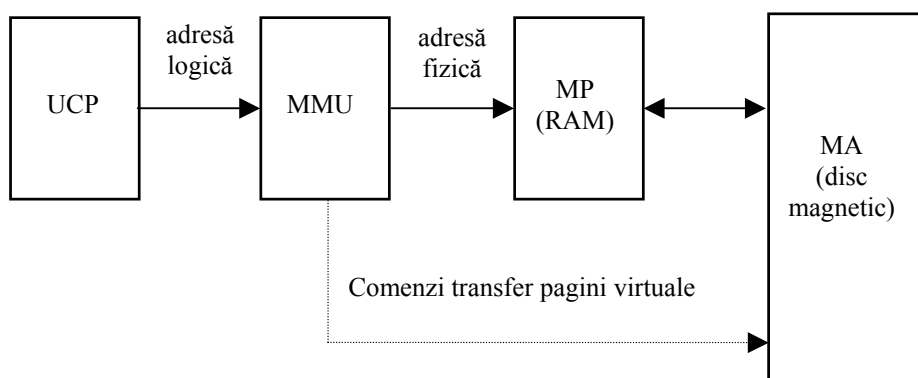 adresă
logică
adresă
fizică
UCP
MMU
MP
(RAM)
MA
(disc
magnetic)
Comenzi transfer pagini virtuale